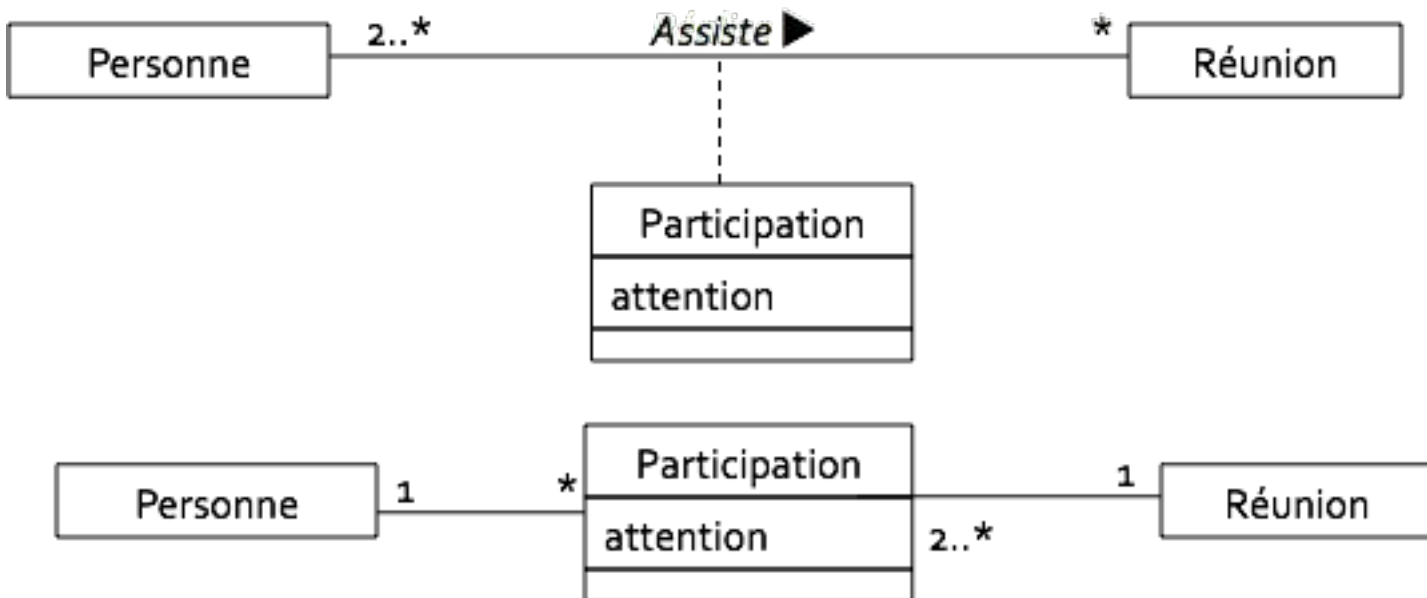 2..* Assiste ▶ *
Personne Réunion
Participation
attention
Participation
Personne 1 * 1 Réunion
attention 2..*